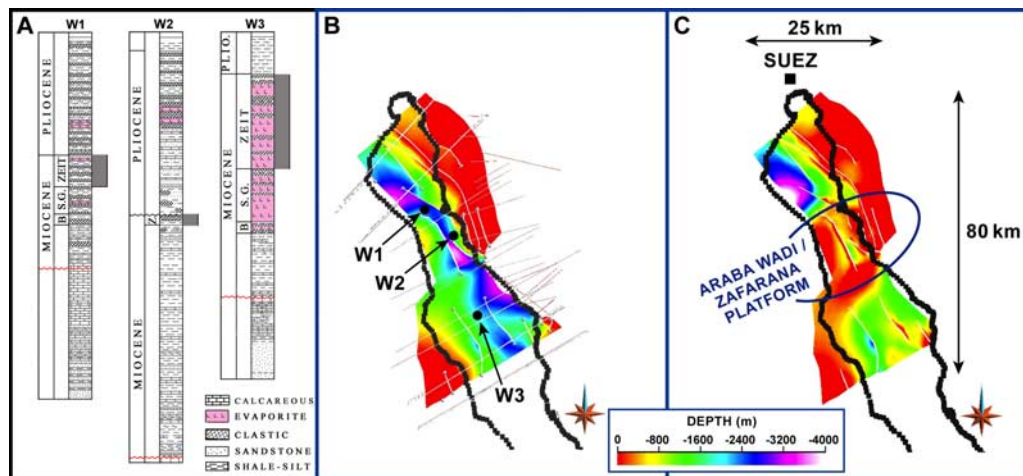 A
W1
W2
W3
PLIOCENE
MIOCENE
ZEIT
S.G.
B
PLIOCENE
Z
MIOCENE
PLIO.
MIOCENE
ZEIT
S.G.
B
CALCAREOUS
EVAPORITE
CLASTIC
SANDSTONE
SHALE-SILT
B
W1
W2
W3
C
25 km
SUEZ
ARABA WADI /
ZAFARANA
PLATFORM
80 km
DEPTH (m)
0 -800 -1600 -2400 -3200 -4000